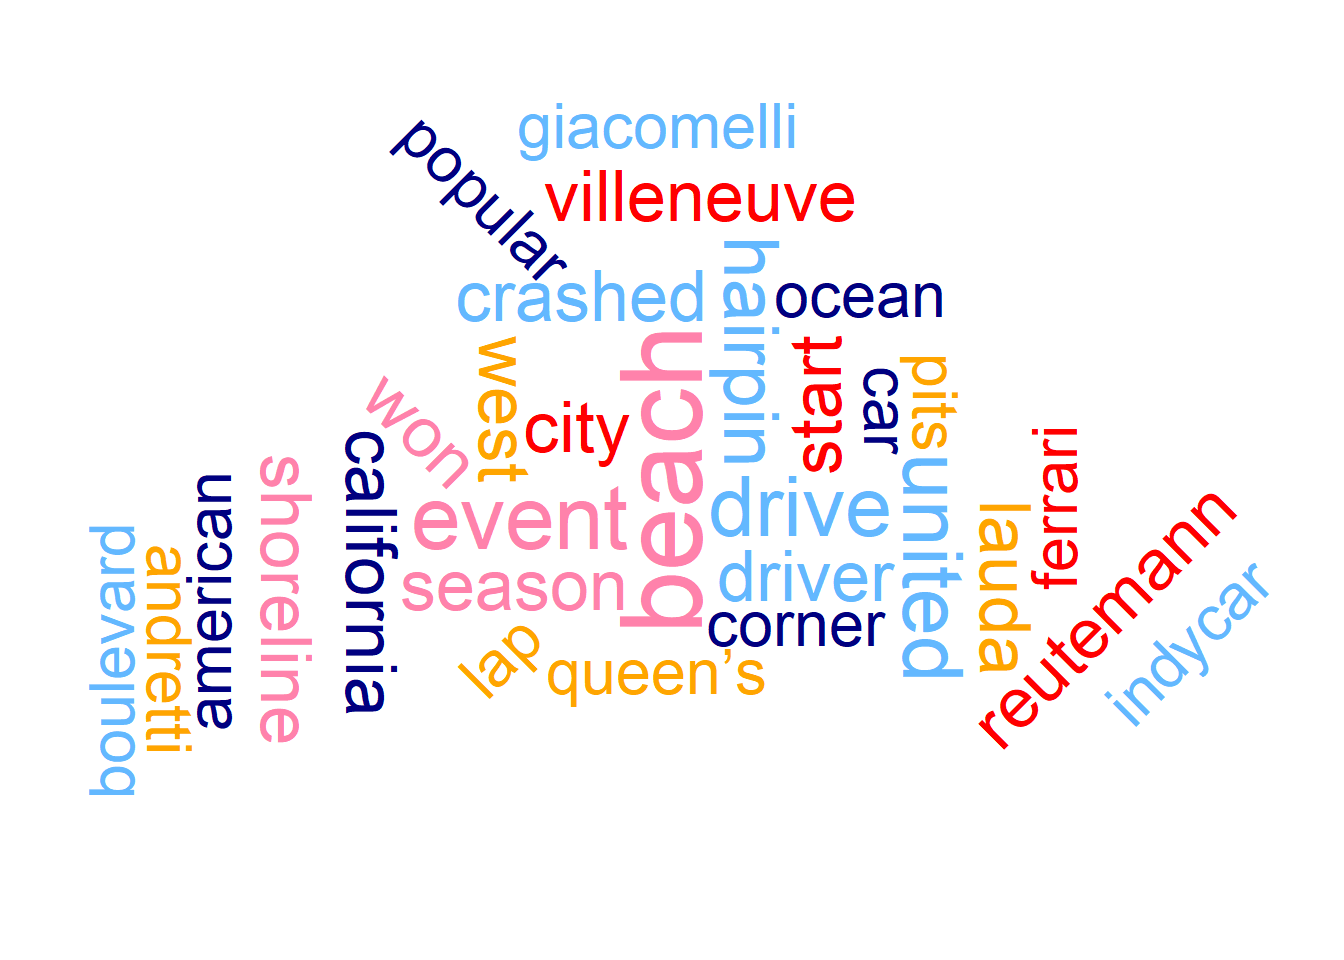 giacomelli
popular
villeneuve
crashed
hairpin
ocean
beach
west
start
car
pits
won
city
california
ferrari
shoreline
american
event
drive
united
lauda
reutemann
boulevard
andretti
season
driver
indycar
corner
lap
queen’s